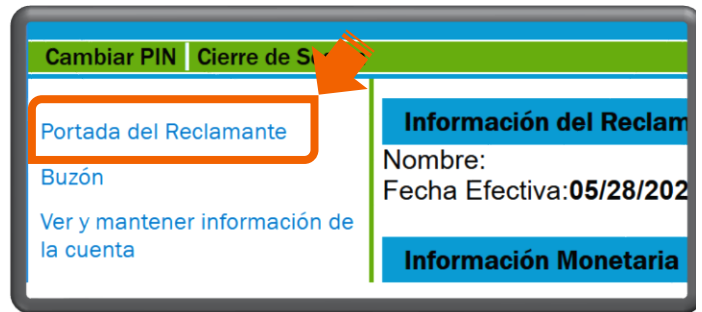 Cambiar PIN Cierre de
Portada del Reclamante
Buzón
Ver y mantener información de
la cuenta
Información del Reclam
Nombre:
Fecha Efectiva:05/28/202
Información Monetaria